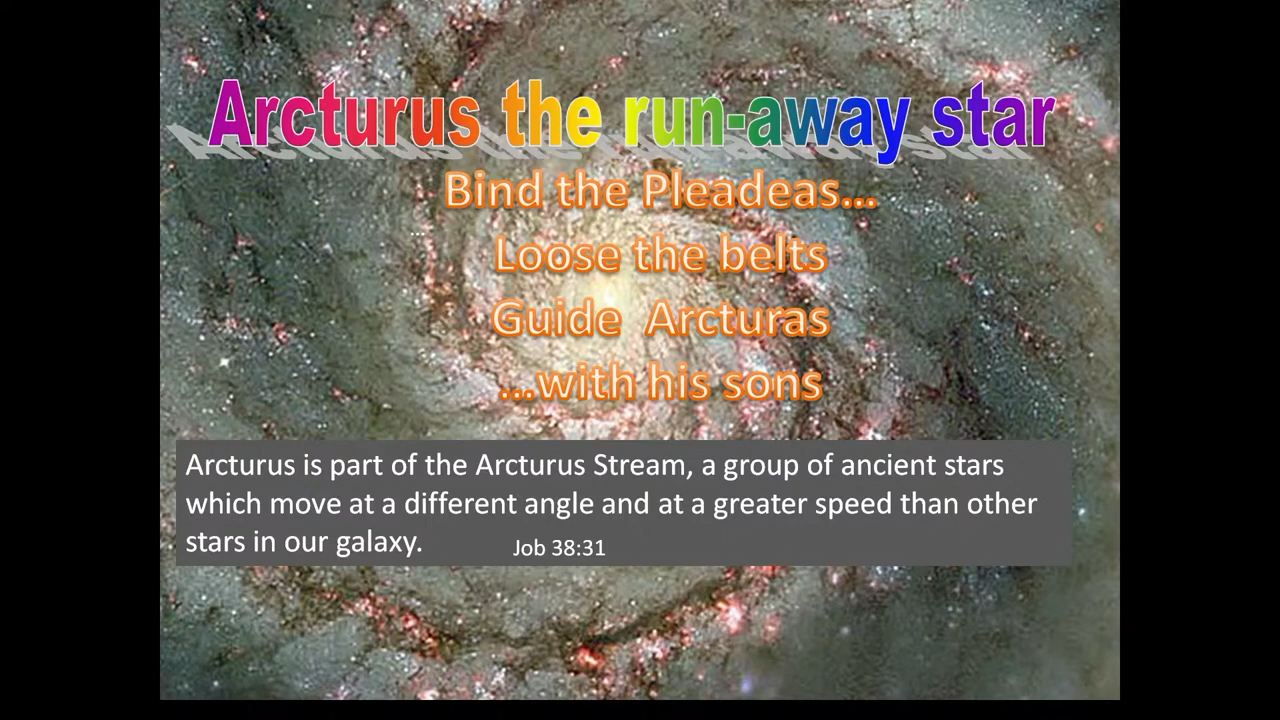 Arcturus the run-away star
Bind the Pleadeas...
Loose the belts
Guide  Arcturas
...with his sons
Arcturus is part of the Arcturus Stream, a group of ancient stars
which move at a different angle and at a greater speed than other
stars in our galaxy.
Job 38:31